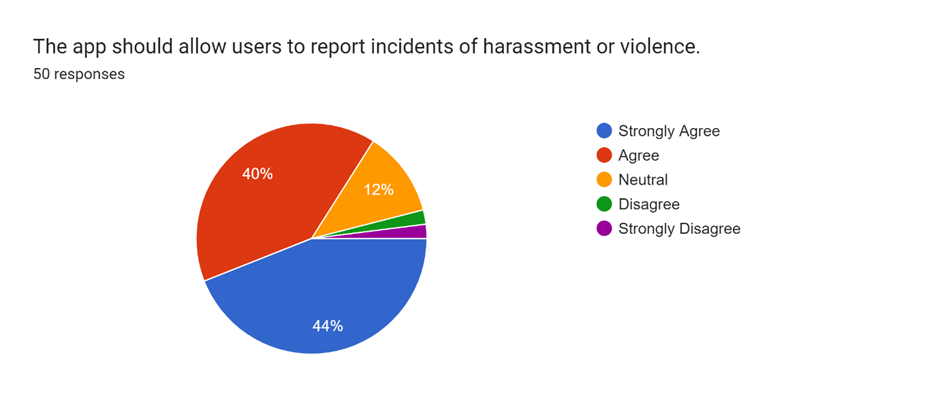 The app should allow users to report incidents of harassment or violence.
50 responses
40%
12%
44%
Strongly Agree
Agree
Neutral
Disagree
Strongly Disagree